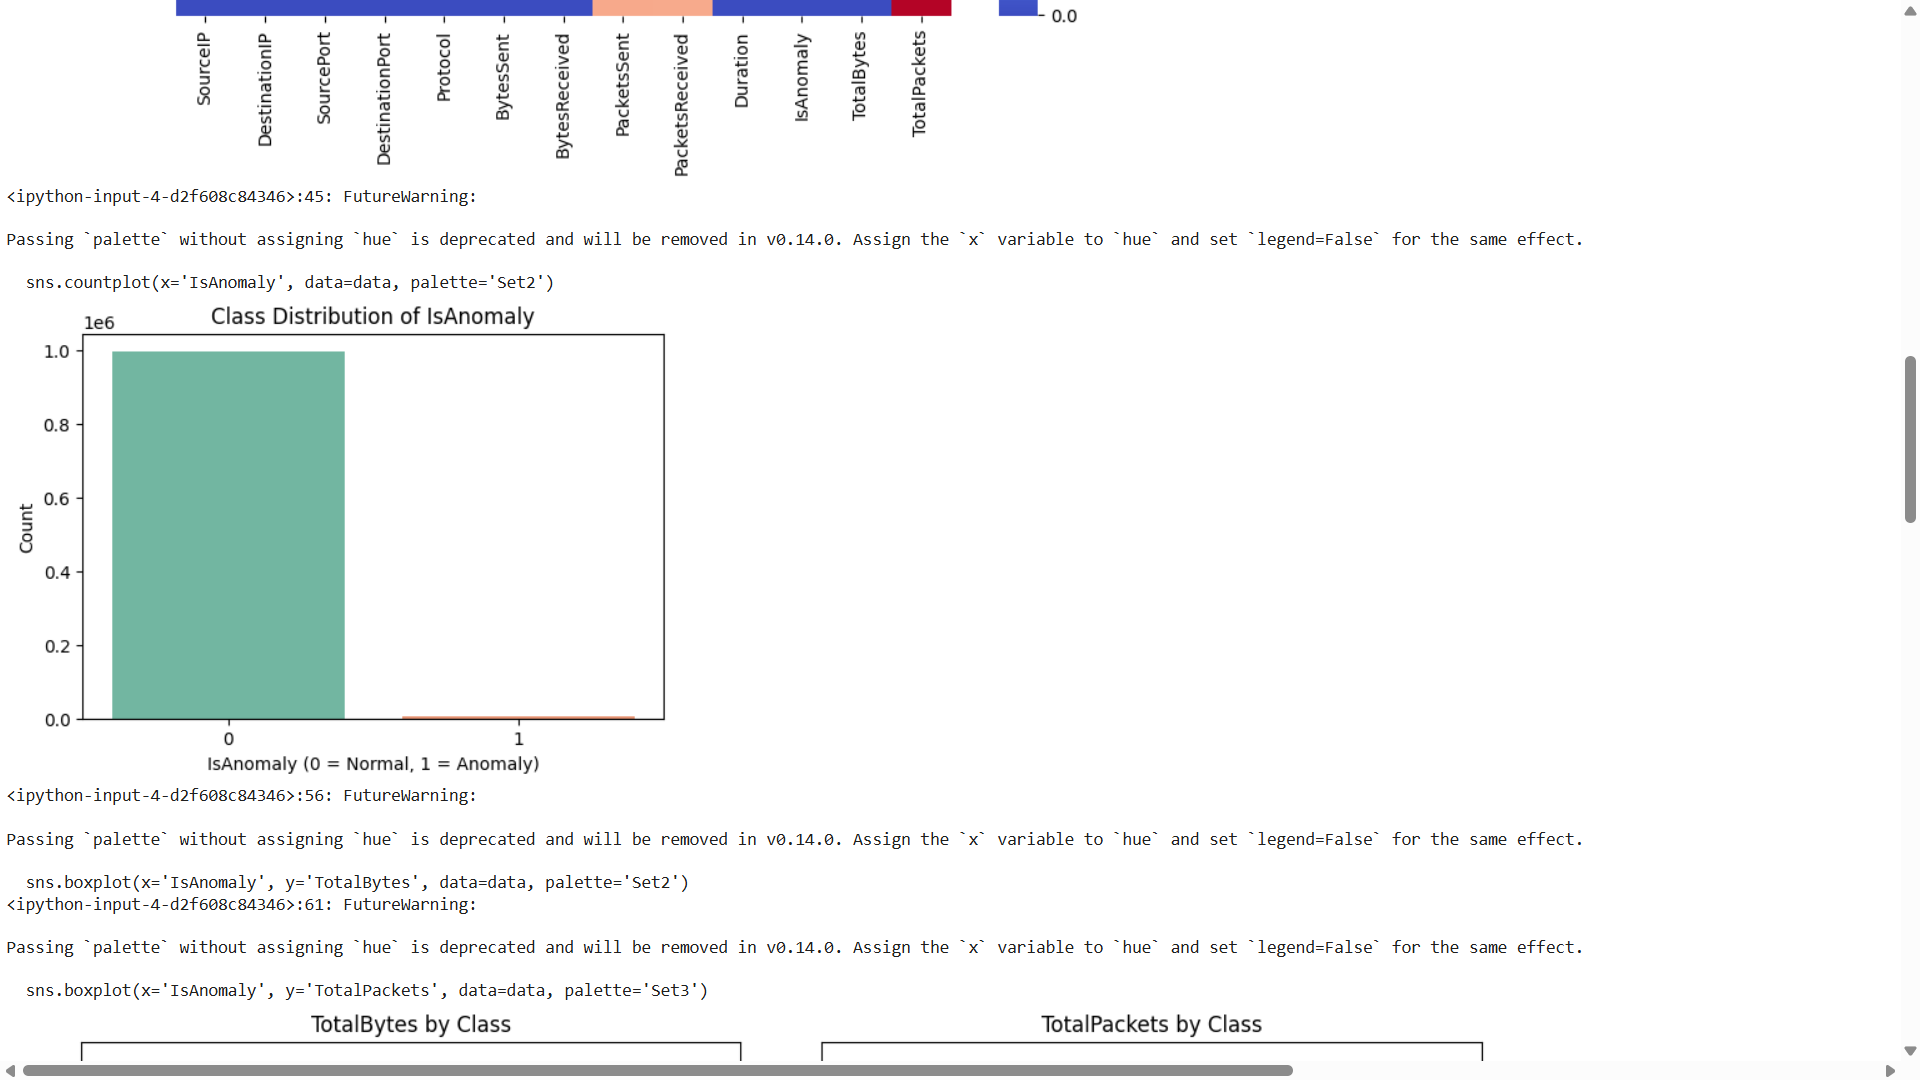 0.0
SourceIP
DestinationIP
SourcePort
DestinationPort
Protocol
BytesSent
BytesReceived
PacketsSent
PacketsReceived
Duration
IsAnomaly
TotalBytes
TotalPackets
<ipython-input-4-d2f608c84346>:45: FutureWarning:
Passing `palette` without assigning `hue` is deprecated and will be removed in v0.14.0. Assign the `x` variable to `hue` and set `legend=False` for the same effect.
sns.countplot(x='IsAnomaly', data=data, palette='Set2')
Class Distribution of IsAnomaly
1e6
1.0
0.8
0.6
0.4
0.2
0.0
Count
0
1
IsAnomaly (0 = Normal, 1 = Anomaly)
<ipython-input-4-d2f608c84346>:56: FutureWarning:
Passing `palette` without assigning `hue` is deprecated and will be removed in v0.14.0. Assign the `x` variable to `hue` and set `legend=False` for the same effect.
sns.boxplot(x='IsAnomaly', y='TotalBytes', data=data, palette='Set2')
<ipython-input-4-d2f608c84346>:61: FutureWarning:
Passing `palette` without assigning `hue` is deprecated and will be removed in v0.14.0. Assign the `x` variable to `hue` and set `legend=False` for the same effect.
sns.boxplot(x='IsAnomaly', y='TotalPackets', data=data, palette='Set3')
TotalBytes by Class
TotalPackets by Class